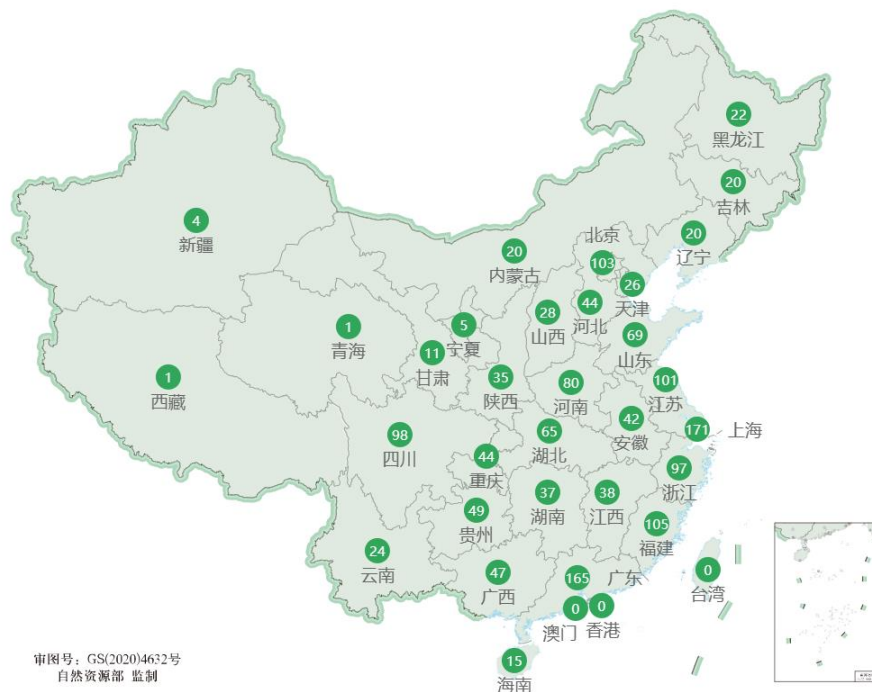 22
黑龙江
20
吉林
4
新疆
北京
20
辽宁
20
内蒙古
103
26
天津
44
河北
28
山西
5
宁夏
1
青海
69
山东
11
甘肃
1
西藏
35
陕西
80
河南
101
江苏
42
安徽
171 上海
98
四川
65
湖北
44
重庆
97
浙江
37
湖南
38
江西
49
贵州
105
福建
24
云南
47
广西
165 广东
0
台湾
0
澳门
0
香港
15
海南
审图号：GS(2020)4632号
自然资源部 监制